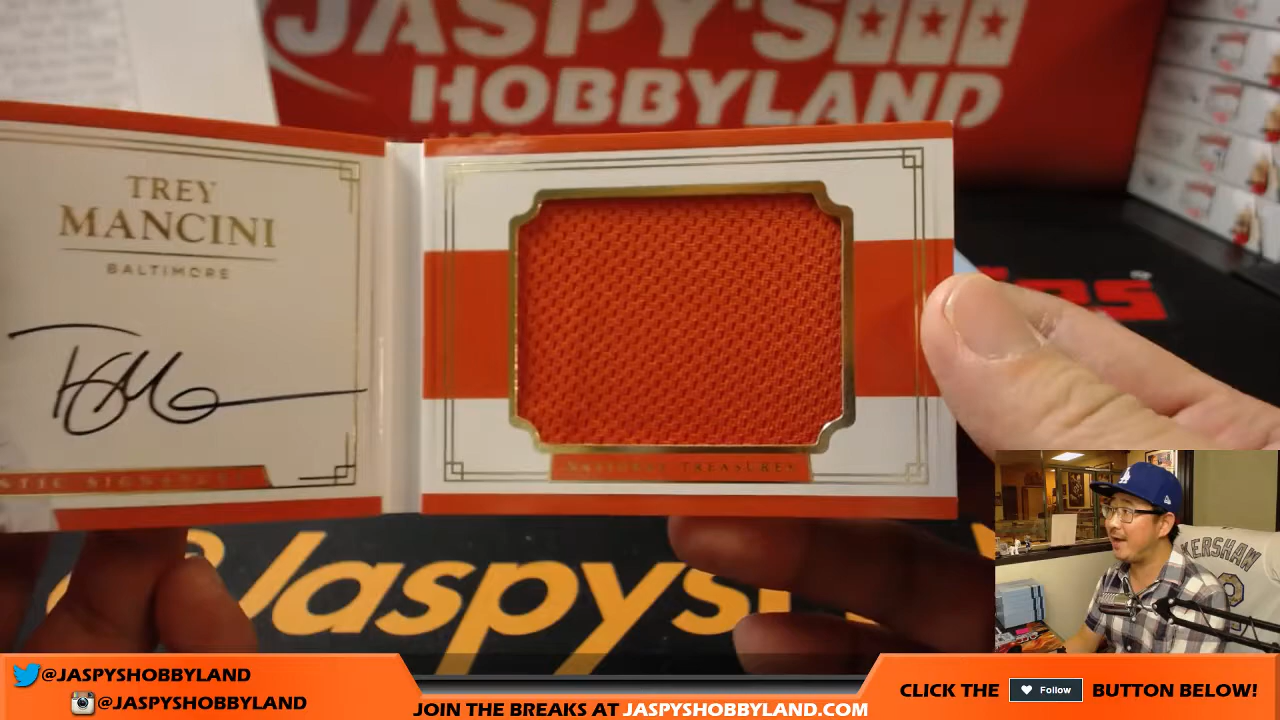 JASPY'S
HOBBYLAND
TREY
MANCINI
BALTIMORE
NATIONAL TREASURES
Jaspys
KERSHAW
@JASPYSHOBBYLAND
@JASPYSHOBBYLAND
JOIN THE BREAKS AT JASPYSHOBBYLAND.COM
CLICK THE Follow BUTTON BELOW!